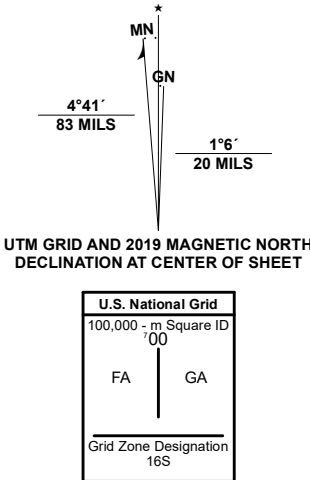 MN
GN
4°41´
83 MILS
1°6´
20 MILS
UTM GRID AND 2019 MAGNETIC NORTH
DECLINATION AT CENTER OF SHEET
U.S. National Grid
100,000 - m Square ID
⁷00
FA GA
Grid Zone Designation
16S